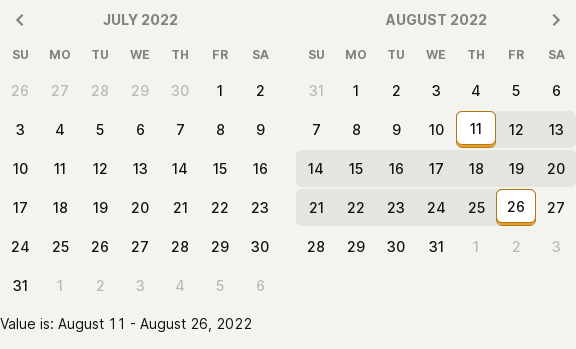 JULY 2022
SU MO TU WE TH FR SA
26 27 28 29 30 1 2
3 4 5 6 7 8 9
10 11 12 13 14 15 16
17 18 19 20 21 22 23
24 25 26 27 28 29 30
31 1 2 3 4 5 6
AUGUST 2022
SU MO TU WE TH FR SA
31 1 2 3 4 5 6
7 8 9 10 11 12 13
14 15 16 17 18 19 20
21 22 23 24 25 26 27
28 29 30 31 1 2 3
Value is: August 11 - August 26, 2022